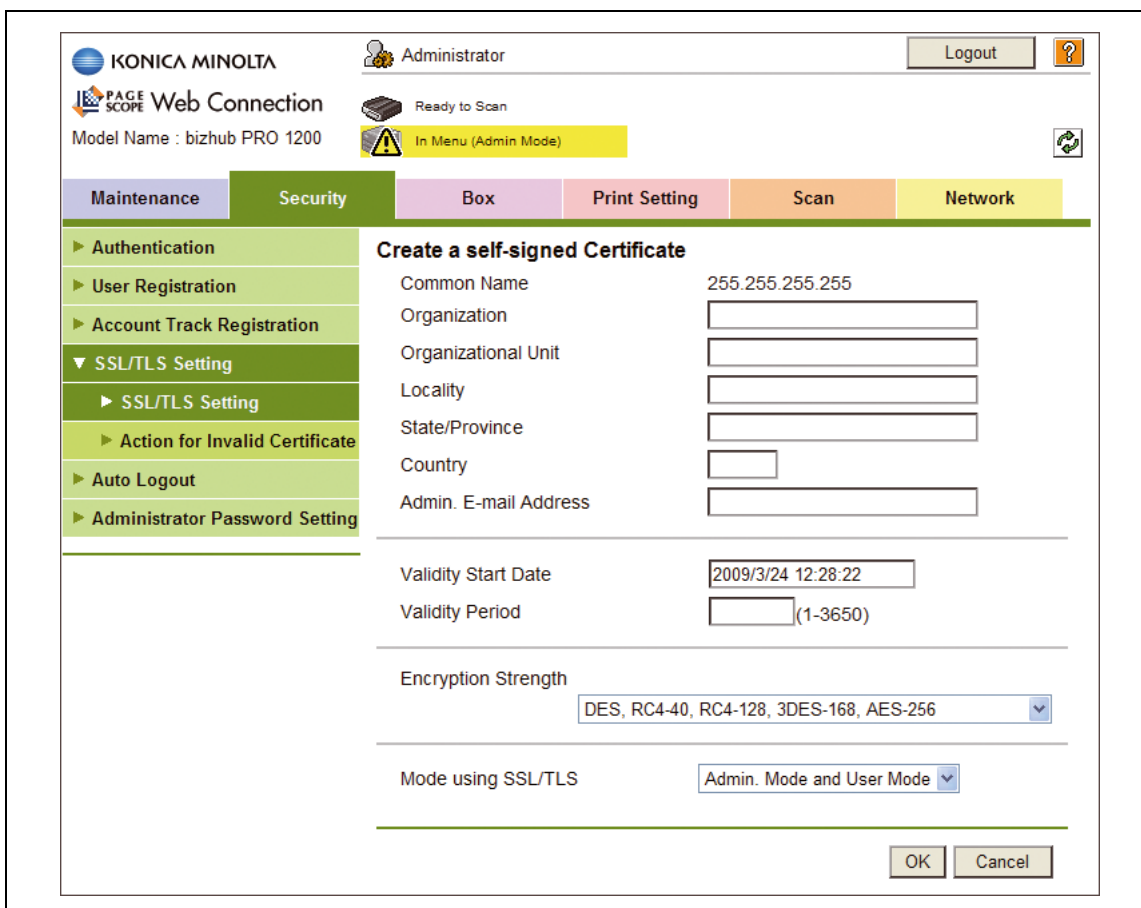 KONICA MINOLTA
Administrator
Logout
?
PAGE SCOPE Web Connection
Ready to Scan
Model Name : bizhub PRO 1200
In Menu (Admin Mode)
Maintenance Security Box Print Setting Scan Network
Authentication
User Registration
Account Track Registration
SSL/TLS Setting
SSL/TLS Setting
Action for Invalid Certificate
Auto Logout
Administrator Password Setting
Create a self-signed Certificate
Common Name 255.255.255.255
Organization
Organizational Unit
Locality
State/Province
Country
Admin. E-mail Address
Validity Start Date 2009/3/24 12:28:22
Validity Period (1-3650)
Encryption Strength
DES, RC4-40, RC4-128, 3DES-168, AES-256
Mode using SSL/TLS Admin. Mode and User Mode
OK Cancel